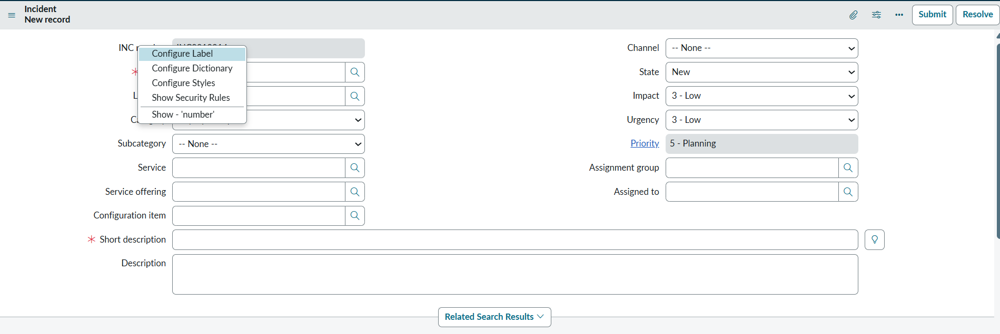 Incident
New record
Submit
Resolve
INC
Configure Label
Configure Dictionary
Configure Styles
Show Security Rules
Show - 'number'
Subcategory
-- None --
Service
Service offering
Configuration item
Short description
Description
Channel
-- None --
State
New
Impact
3 - Low
Urgency
3 - Low
Priority
5 - Planning
Assignment group
Assigned to
Related Search Results